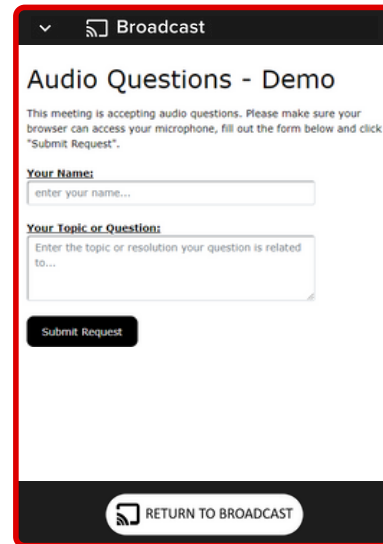 Broadcast
Audio Questions - Demo
This meeting is accepting audio questions. Please make sure your
browser can access your microphone, fill out the form below and click
"Submit Request".
Your Name:
enter your name...
Your Topic or Question:
Enter the topic or resolution your question is related
to...
Submit Request
RETURN TO BROADCAST